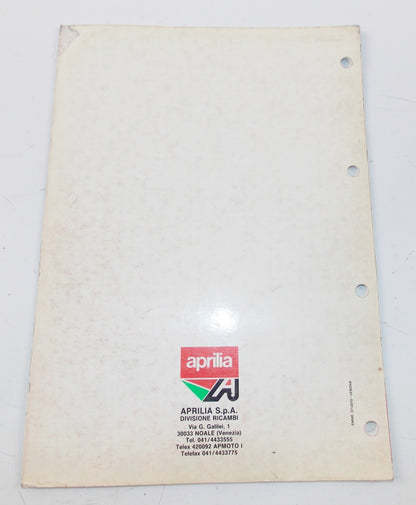 aprilia
APRILIA S.p.A.
DIVISIONE RICAMBI
Via G. Galilei, 1
30033 NOALE (Venezia)
Tel. 041/4433555
Telex 420092 APMOTO I
Telefax 041/4433775